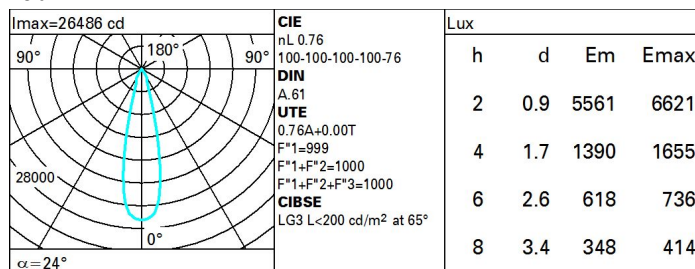 Imax=26486 cd
90° 180° 90°
28000
0°
α=24°
CIE
nL 0.76
100-100-100-100-76
DIN
A.61
UTE
0.76A+0.00T
F"1=999
F"1+F"2=1000
F"1+F"2+F"3=1000
CIBSE
LG3 L<200 cd/m² at 65°
Lux
h d Em Emax
2 0.9 5561 6621
4 1.7 1390 1655
6 2.6 618 736
8 3.4 348 414